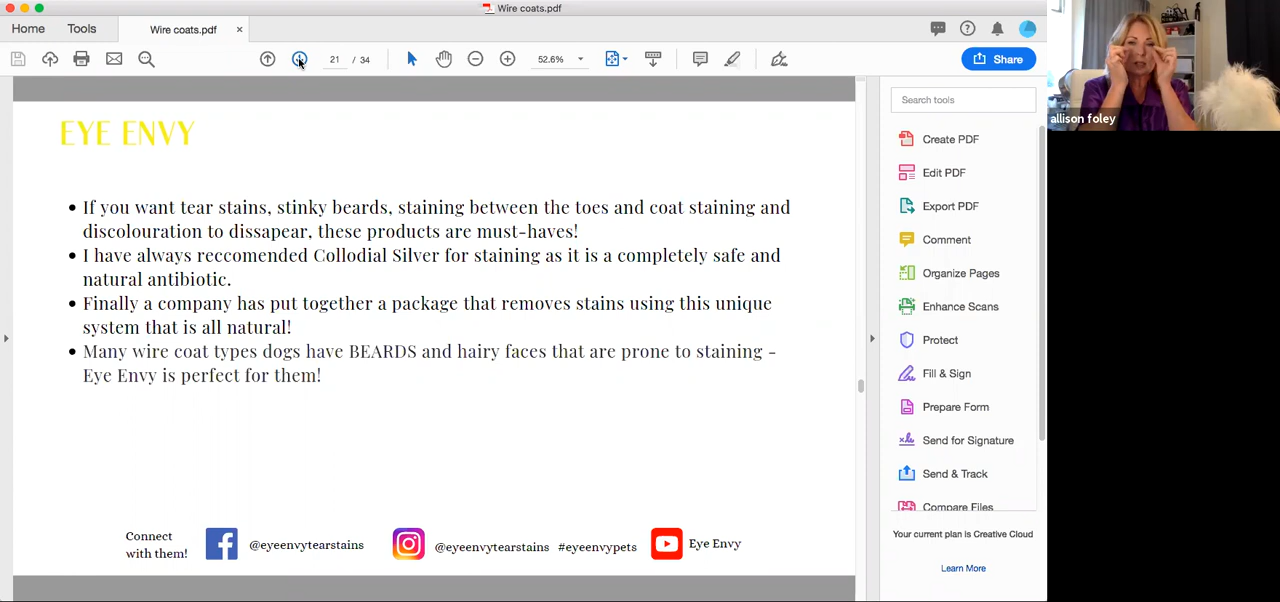 Wire coats.pdf
Home
Tools
Wire coats.pdf
21 / 34
52.6%
Share
EYE ENVY
If you want tear stains, stinky beards, staining between the toes and coat staining and
discolouration to dissapear, these products are must-haves!
I have always reccomended Collodial Silver for staining as it is a completely safe and
natural antibiotic.
Finally a company has put together a package that removes stains using this unique
system that is all natural!
Many wire coat types dogs have BEARDS and hairy faces that are prone to staining -
Eye Envy is perfect for them!
Connect
with them!
@eyeenvytearstains
@eyeenvytearstains #eyeenvypets
Eye Envy
Search tools
Create PDF
Edit PDF
Export PDF
Comment
Organize Pages
Enhance Scans
Protect
Fill & Sign
Prepare Form
Send for Signature
Send & Track
Compare Files
Your current plan is Creative Cloud
Learn More
allison foley